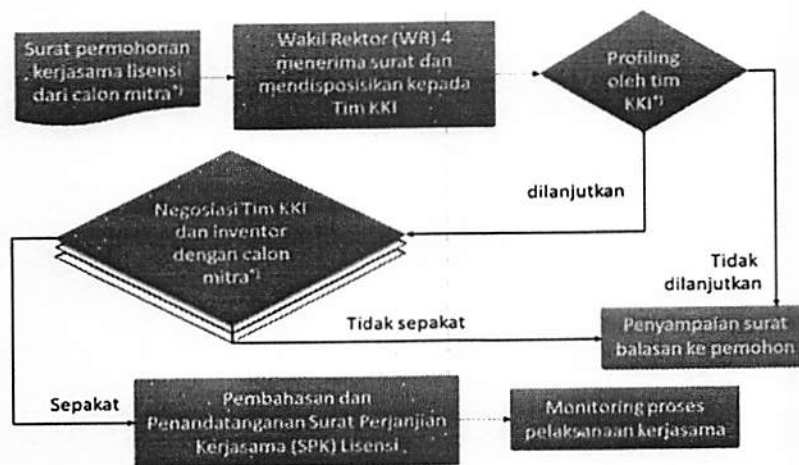 Surat permohonan
kerjasama lisensi
dari calon mitra*)
Wakil Rektor (WR) 4
menerima surat dan
mendisposisikan kepada
Tim KKI
Profiling
oleh tim
KKI*)
dilanjutkan
Tidak
dilanjutkan
Negosiasi Tim KKI
dan inventor
dengan calon
mitra*)
Tidak sepakat
Penyampaian surat
balasan ke pemohon
Sepakat
Pembahasan dan
Penandatanganan Surat Perjanjian
Kerjasama (SPK) Lisensi
Monitoring proses
pelaksanaan kerjasama